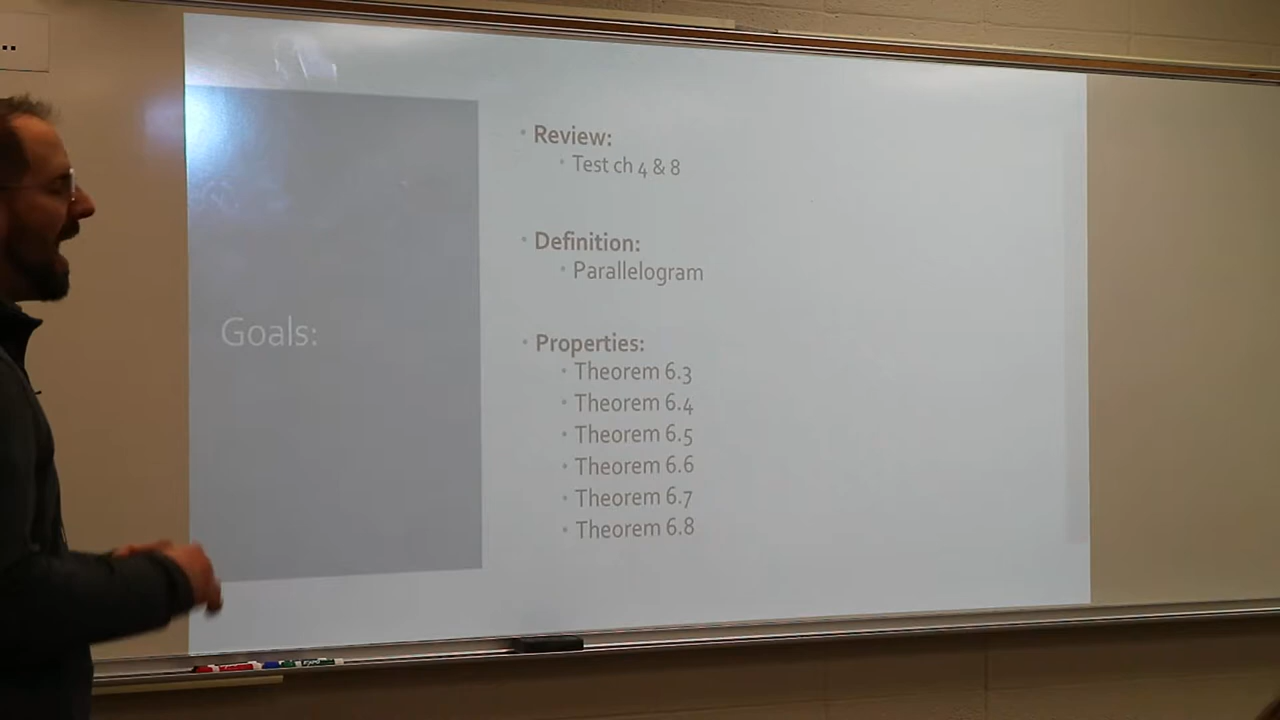 Goals:
Review:
Test ch 4 & 8
Definition:
Parallelogram
Properties:
Theorem 6.3
Theorem 6.4
Theorem 6.5
Theorem 6.6
Theorem 6.7
Theorem 6.8